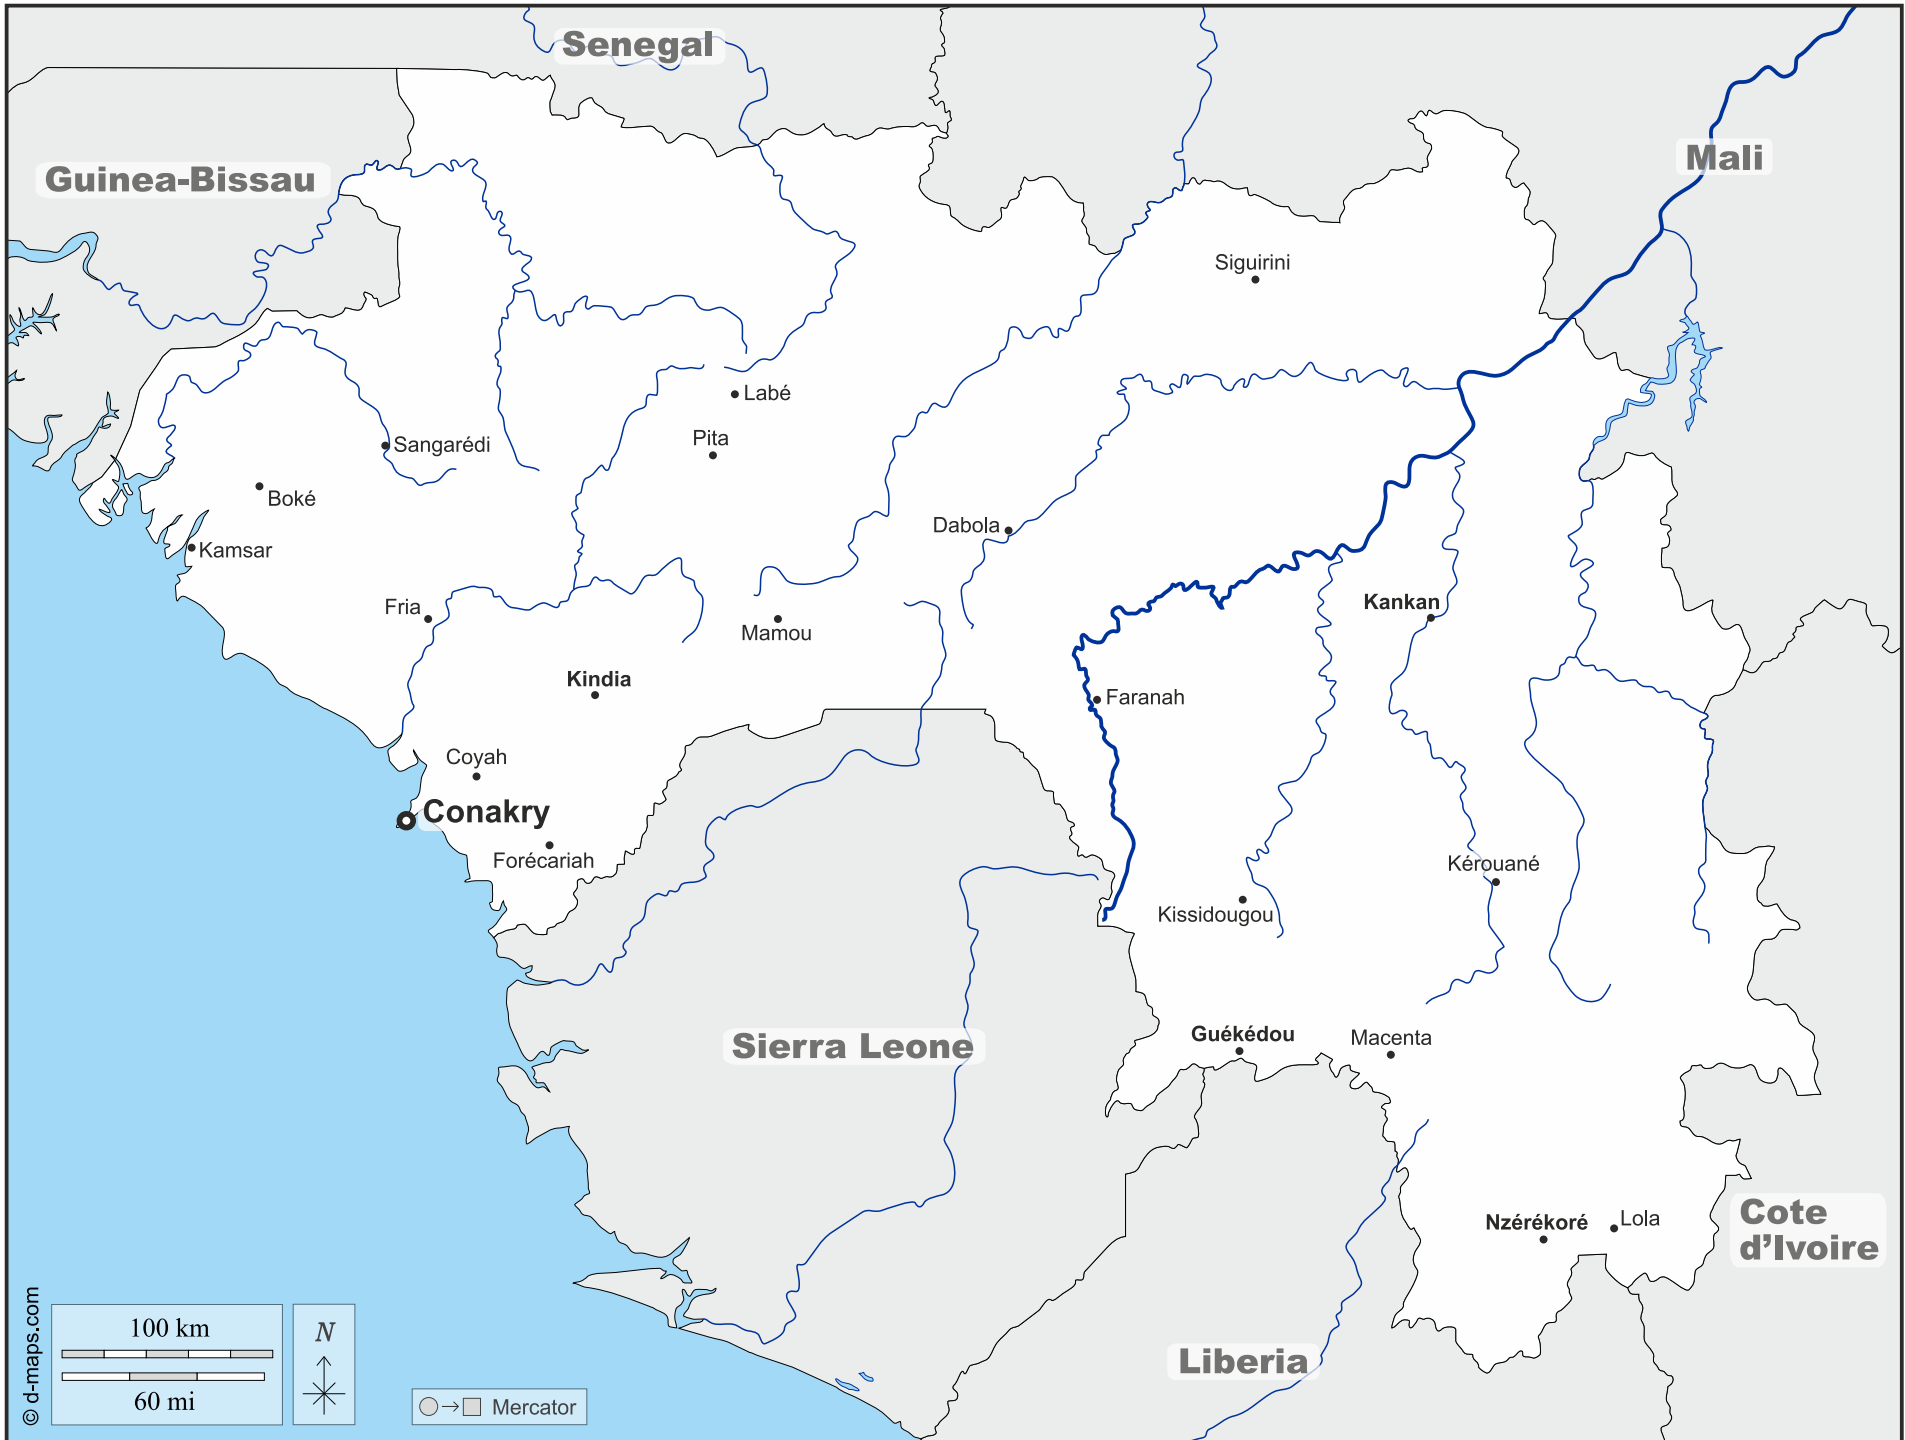 Senegal
Mali
Guinea-Bissau
Siguirini
Labé
Pita
Sangarédi
Boké
Dabola
Kamsar
Fria
Kankan
Mamou
Kindia
Faranah
Coyah
Conakry
Forécariah
Kérouané
Kissidougou
Guékédou
Macenta
Sierra Leone
Nzérékoré
Lola
Cote
d’Ivoire
Liberia
100 km
60 mi
N
Mercator
© d-maps.com